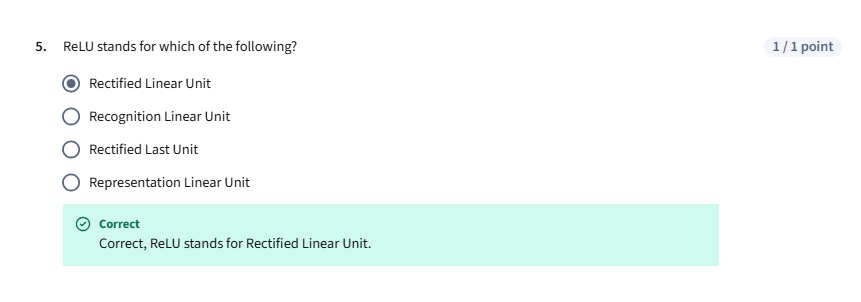 5. ReLU stands for which of the following?
1 / 1 point
Rectified Linear Unit
Recognition Linear Unit
Rectified Last Unit
Representation Linear Unit
Correct
Correct, ReLU stands for Rectified Linear Unit.